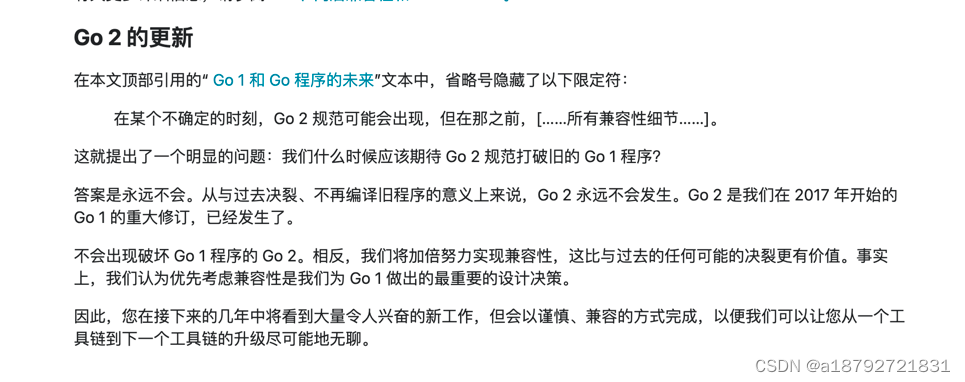 Go 2 的更新
在本文顶部引用的“ Go 1 和 Go 程序的未来”文本中，省略号隐藏了以下限定符：
在某个不确定的时刻，Go 2 规范可能会出现，但在那之前，[……所有兼容性细节……]。
这就提出了一个明显的问题：我们什么时候应该期待 Go 2 规范打破旧的 Go 1 程序？
答案是永远不会。从与过去决裂、不再编译旧程序的意义上来说，Go 2 永远不会发生。Go 2 是我们在 2017 年开始的
Go 1 的重大修订，已经发生了。
不会出现破坏 Go 1 程序的 Go 2。相反，我们将加倍努力实现兼容性，这比与过去的任何可能的决裂更有价值。事实
上，我们认为优先考虑兼容性是我们为 Go 1 做出的最重要的设计决策。
因此，您在接下来的几年中将看到大量令人兴奋的新工作，但会以谨慎、兼容的方式完成，以便我们可以让您从一个工
具链到下一个工具链的升级尽可能地无聊。
CSDN @a18792721831